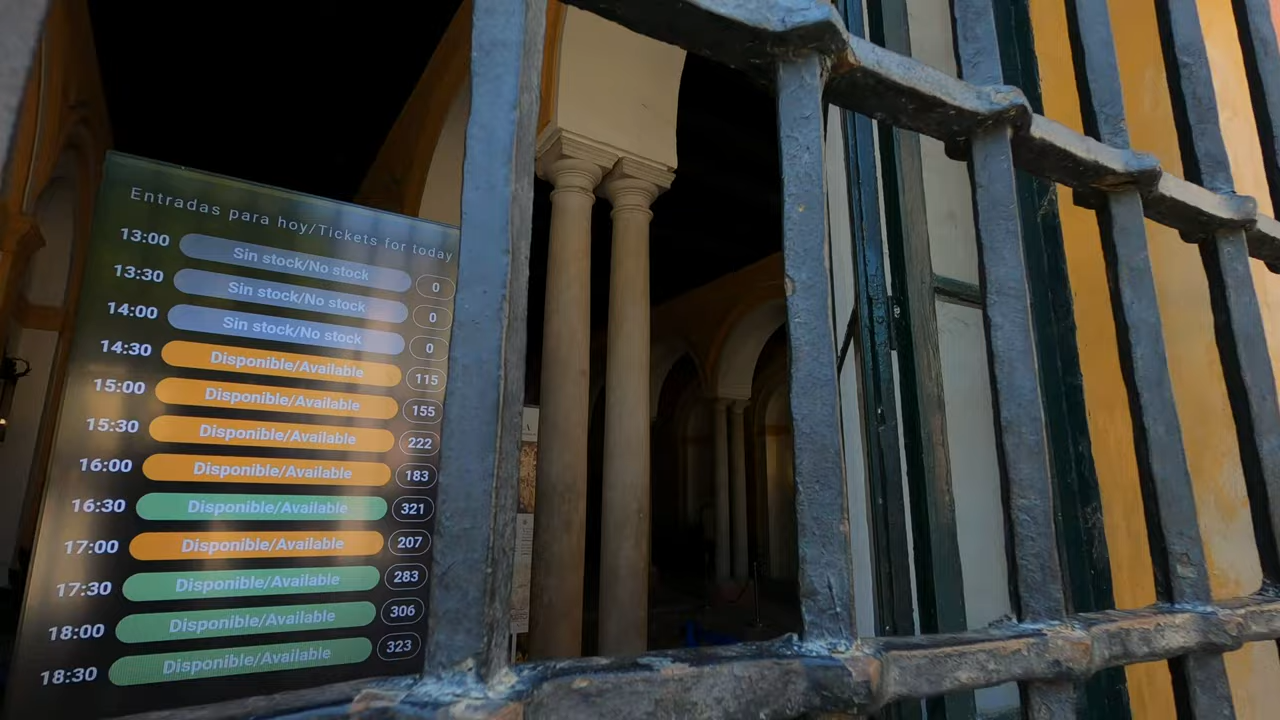 Entradas para hoy/Tickets for today
13:00 Sin stock/No stock 0
13:30 Sin stock/No stock 0
14:00 Sin stock/No stock 0
14:30 Disponible/Available 115
15:00 Disponible/Available 155
15:30 Disponible/Available 222
16:00 Disponible/Available 183
16:30 Disponible/Available 321
17:00 Disponible/Available 207
17:30 Disponible/Available 283
18:00 Disponible/Available 306
18:30 Disponible/Available 323